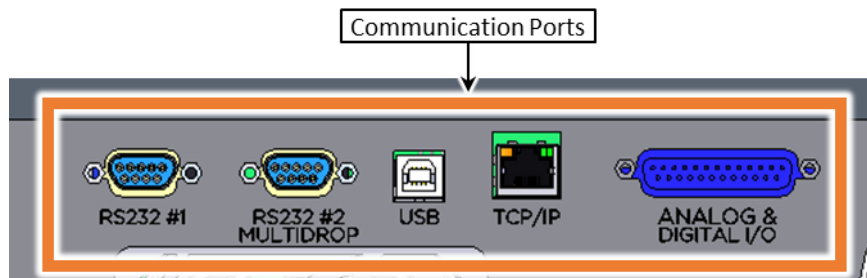 Communication Ports
RS232 #1
RS232 #2
MULTIDROP
USB
TCP/IP
ANALOG &
DIGITAL I/O